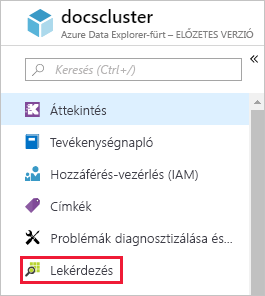 docscluster
Azure Data Explorer-fürt – ELŐZETES VERZIÓ
Keresés (Ctrl+/)
«
Áttekintés
Tevékenységnapló
Hozzáférés-vezérlés (IAM)
Címkék
Problémák diagnosztizálása és...
Lekérdezés